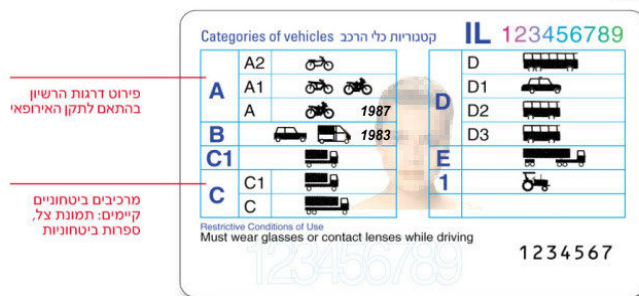 Categories of vehicles קטגוריות כלי הרכב IL 123456789
A
A2
A1
A 1987
B 1983
C1
C
C1
C
D
D
D1
D2
D3
E
1
Restrictive Conditions of Use
Must wear glasses or contact lenses while driving
1234567
123456789
פירוט דרגות הרשיון
בהתאם לתקן האירופאי
מרכיבים ביטחוניים
קיימים: תמונת צל,
ספרות ביטחוניות